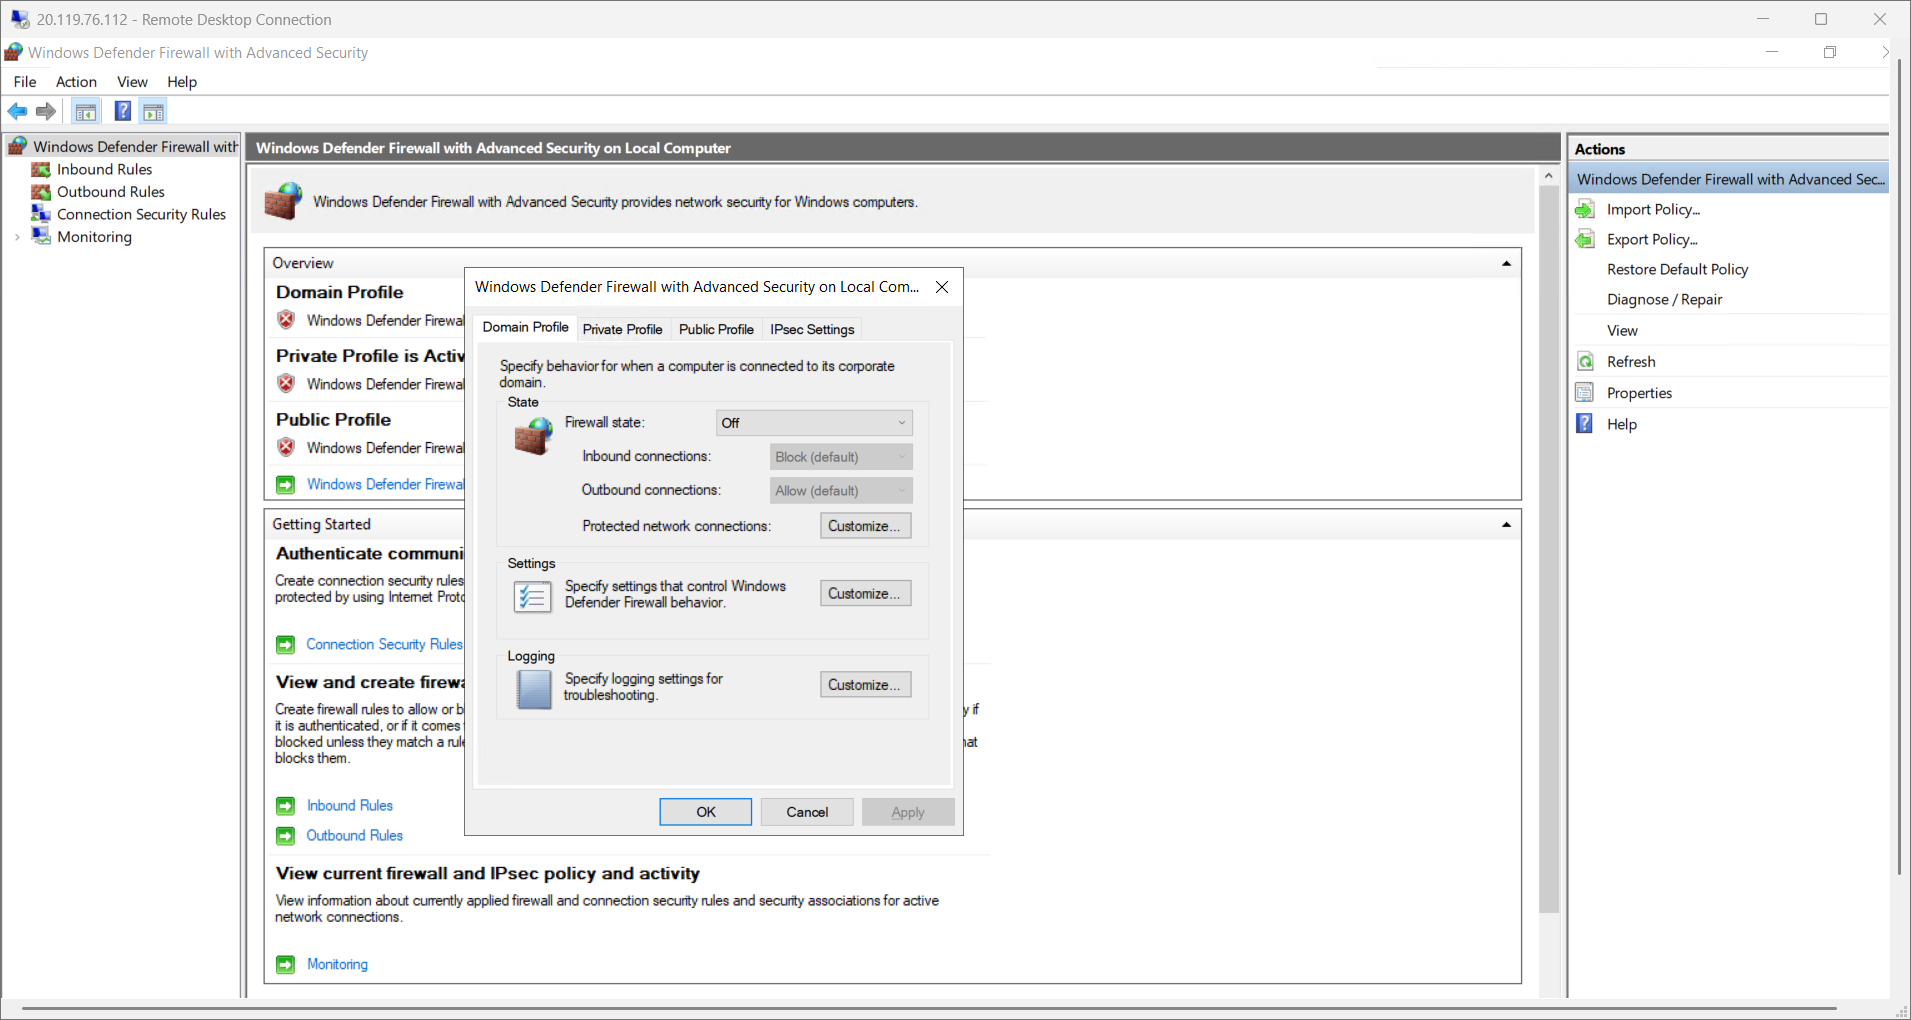 20.119.76.112 - Remote Desktop Connection
Windows Defender Firewall with Advanced Security
File Action View Help
Windows Defender Firewall with
Inbound Rules
Outbound Rules
Connection Security Rules
Monitoring
Windows Defender Firewall with Advanced Security on Local Computer
Windows Defender Firewall with Advanced Security provides network security for Windows computers.
Overview
Domain Profile
Windows Defender Firewal
Private Profile is Activ
Windows Defender Firewal
Public Profile
Windows Defender Firewal
Windows Defender Firewal
Getting Started
Authenticate communi
Create connection security rules
protected by using Internet Proto
Connection Security Rules
View and create firewa
Create firewall rules to allow or b
y if
it is authenticated, or if it comes
blocked unless they match a rule
hat
blocks them.
Inbound Rules
Outbound Rules
View current firewall and IPsec policy and activity
View information about currently applied firewall and connection security rules and security associations for active
network connections.
Monitoring
Windows Defender Firewall with Advanced Security on Local Com...
Domain Profile Private Profile Public Profile IPsec Settings
Specify behavior for when a computer is connected to its corporate
domain.
State
Firewall state: Off
Inbound connections: Block (default)
Outbound connections: Allow (default)
Protected network connections: Customize...
Settings
Specify settings that control Windows
Defender Firewall behavior.
Customize...
Logging
Specify logging settings for
troubleshooting.
Customize...
OK Cancel Apply
Actions
Windows Defender Firewall with Advanced Sec...
Import Policy...
Export Policy...
Restore Default Policy
Diagnose / Repair
View
Refresh
Properties
Help